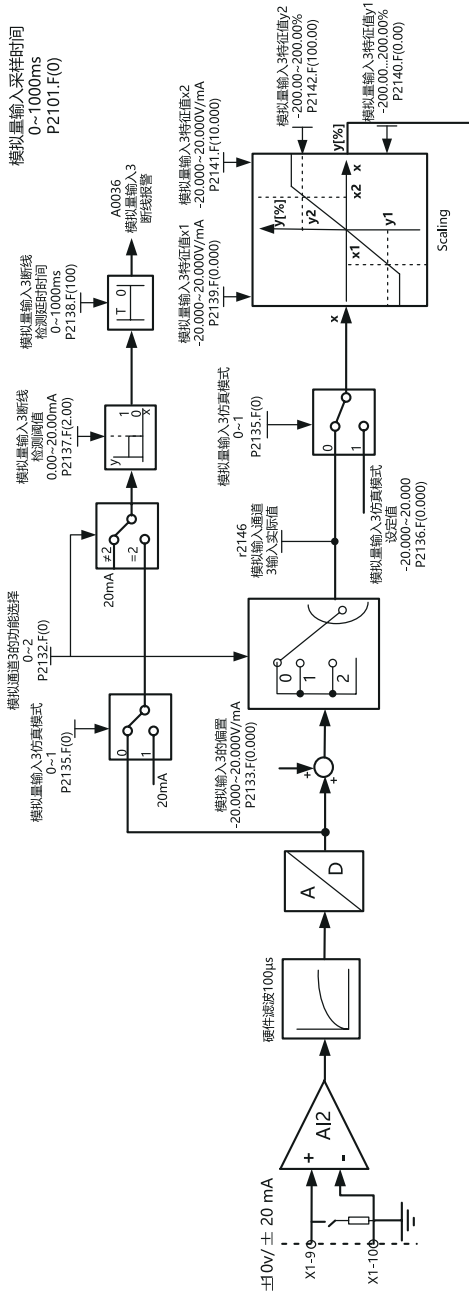 模拟量输入采样时间
0~1000ms
P2101.F(0)
±10v/ ± 20 mA
X1-9
X1-10
+
-
AI2
硬件滤波100μs
A
D
模拟量输入3仿真模式
0~1
P2135.F(0)
0
1
20mA
模拟通道3的功能选择
0~2
P2132.F(0)
20mA
≠2
=2
模拟量输入3断线
检测阈值
0.00~20.00mA
P2137.F(2.00)
y
1
0
x
模拟量输入3断线
检测延时时间
0~1000ms
P2138.F(100)
T
0
A0036
模拟量输入3
断线报警
模拟输入3的偏置
-20.000~20.000V/mA
P2133.F(0.000)
+
+
0
1
2
r2146
模拟输入通道
3输入实际值
模拟量输入3仿真模式
0~1
P2135.F(0)
0
1
模拟量输入3仿真模式
设定值
-20.000~20.000
P2136.F(0.000)
模拟量输入3特征值x1
-20.000~20.000V/mA
P2139.F(0.000)
模拟量输入3特征值x2
-20.000~20.000V/mA
P2141.F(10.000)
模拟量输入3特征值y2
-200.00~200.00%
P2142.F(100.00)
模拟量输入3特征值y1
-200.00...200.00%
P2140.F(0.00)
x
y[%]
y2
x1
x2
x
y1
y[%]
Scaling